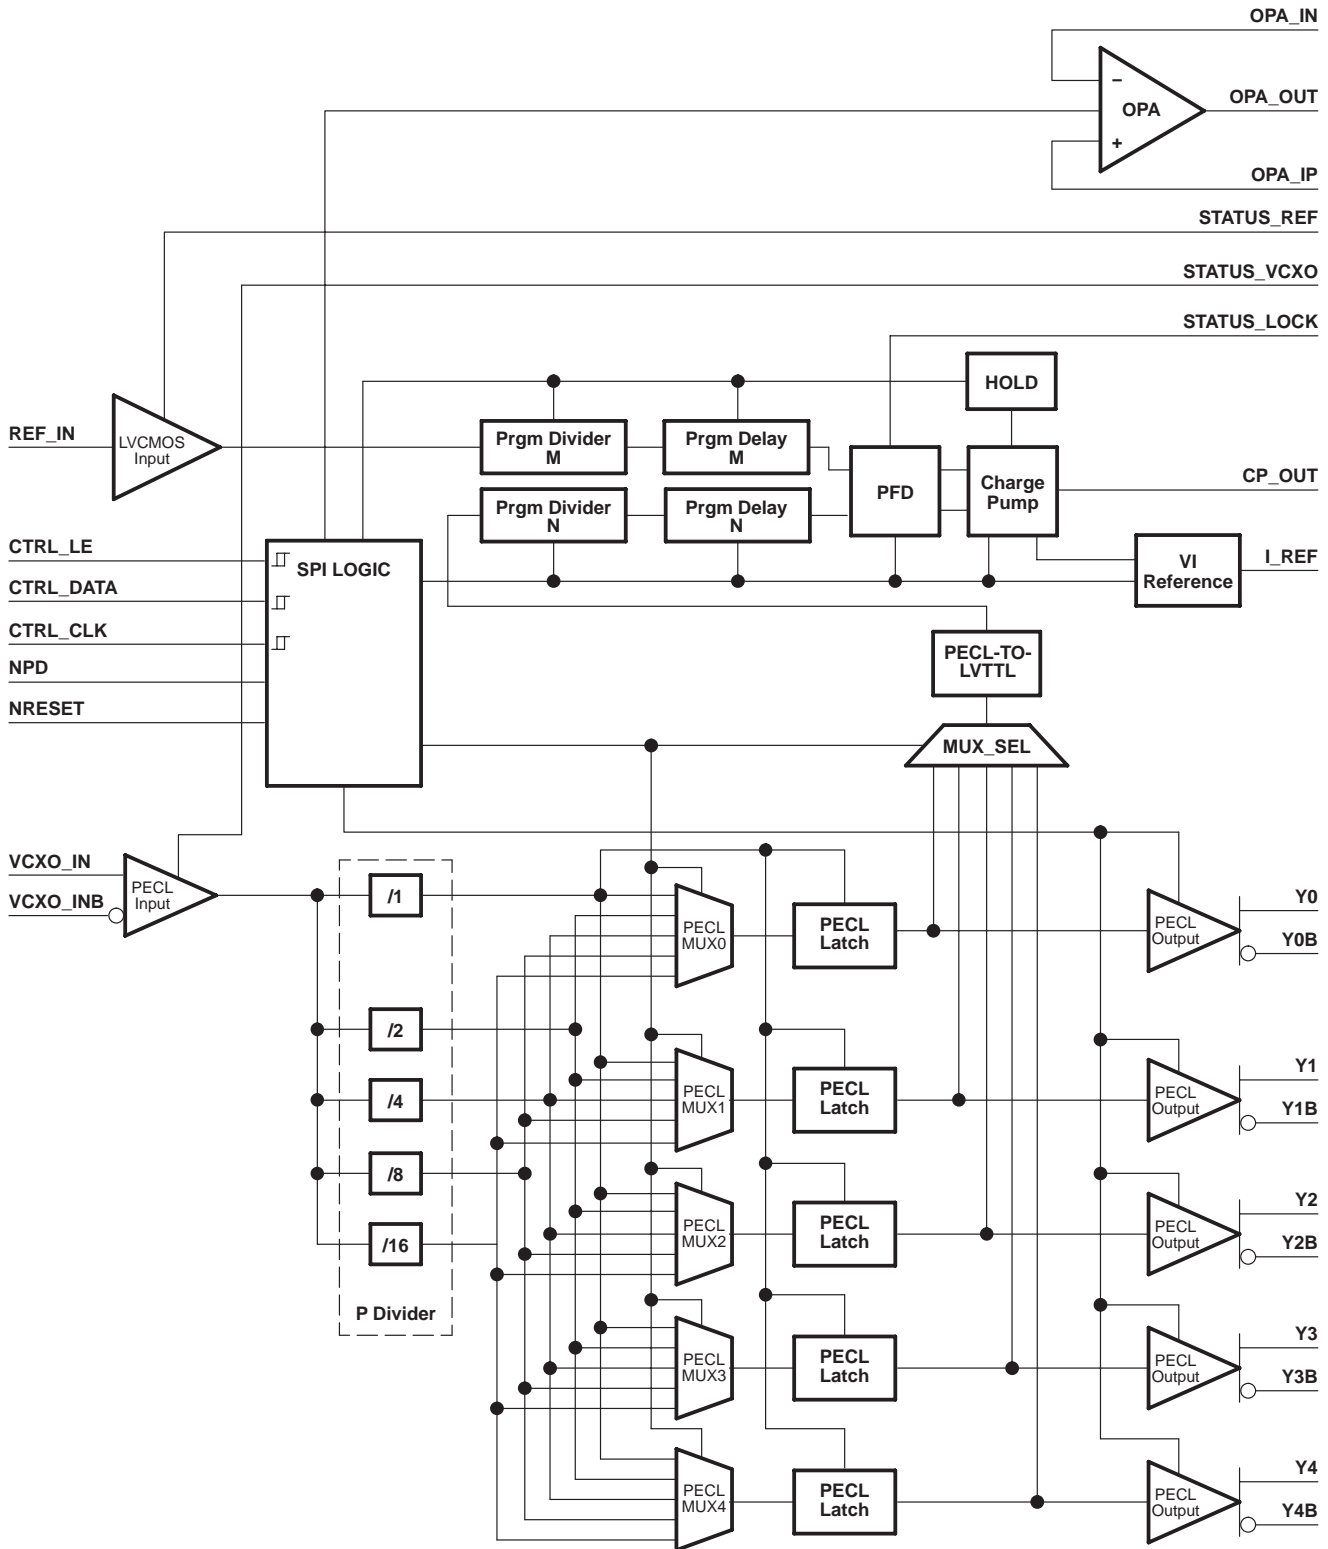 OPA_IN
−
OPA
OPA_OUT
+
OPA_IP
STATUS_REF
STATUS_VCXO
STATUS_LOCK
HOLD
REF_IN
LVCMOS
Input
Prgm Divider
M
Prgm Delay
M
PFD
Charge
Pump
CP_OUT
Prgm Divider
N
Prgm Delay
N
CTRL_LE
SPI LOGIC
VI
Reference
I_REF
CTRL_DATA
CTRL_CLK
NPD
NRESET
PECL-TO-
LVTTL
MUX_SEL
VCXO_IN
VCXO_INB
PECL
Input
/1
PECL
MUX0
PECL
Latch
PECL
Output
Y0
Y0B
/2
/4
PECL
MUX1
PECL
Latch
PECL
Output
Y1
Y1B
/8
/16
P Divider
PECL
MUX2
PECL
Latch
PECL
Output
Y2
Y2B
PECL
MUX3
PECL
Latch
PECL
Output
Y3
Y3B
PECL
MUX4
PECL
Latch
PECL
Output
Y4
Y4B